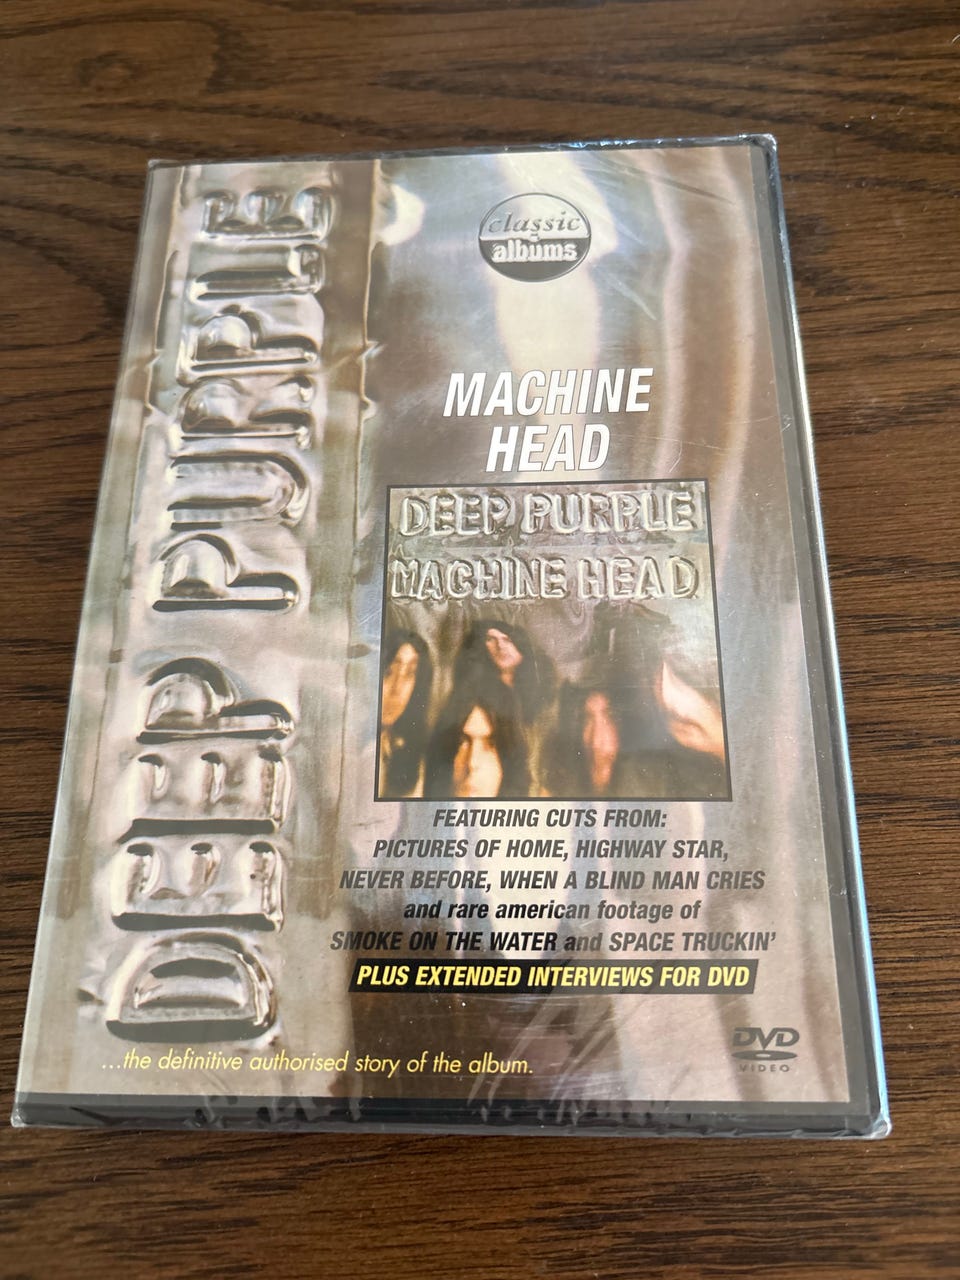 DEEP PURPLE
classic
albums
MACHINE
HEAD
DEEP PURPLE
MACHINE HEAD
FEATURING CUTS FROM:
PICTURES OF HOME, HIGHWAY STAR,
NEVER BEFORE, WHEN A BLIND MAN CRIES
and rare american footage of
SMOKE ON THE WATER and SPACE TRUCKIN'
PLUS EXTENDED INTERVIEWS FOR DVD
...the definitive authorised story of the album.
DVD
VIDEO